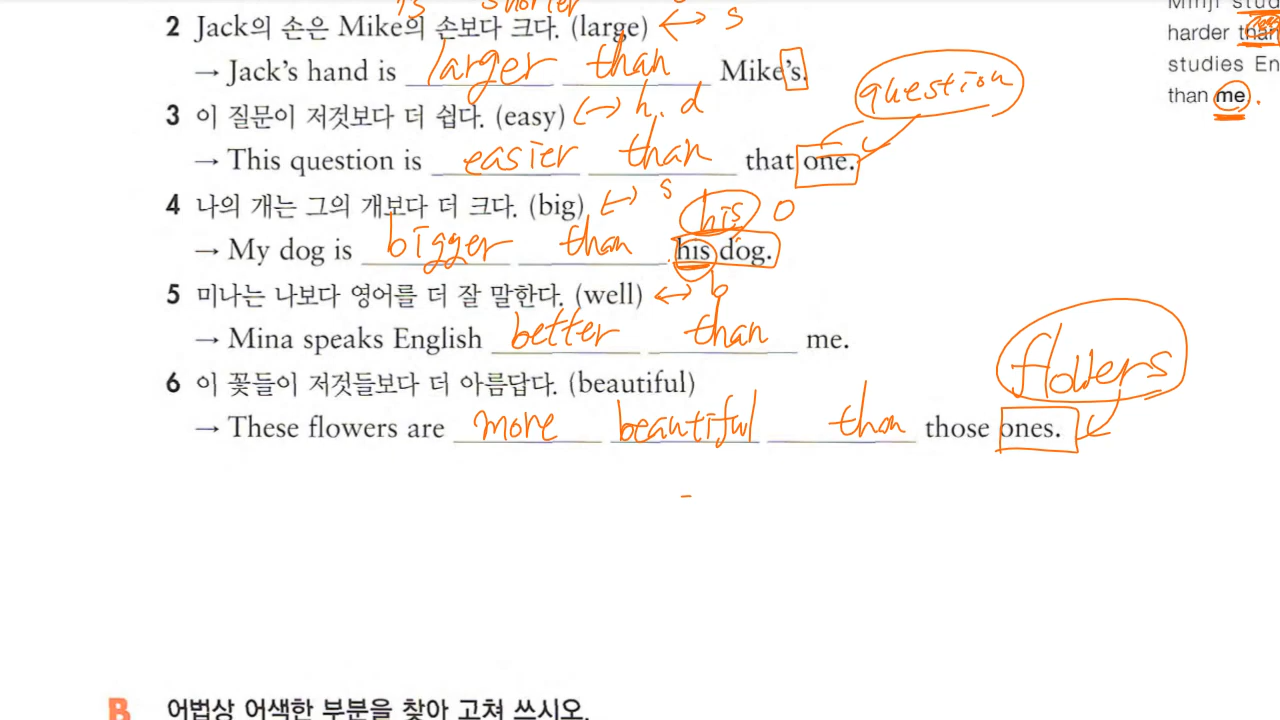 is shorter
2 Jack의 손은 Mike의 손보다 크다. (large) ↔ s
→ Jack's hand is larger than Mike's.
question
3 이 질문이 저것보다 더 쉽다. (easy) ↔ h. d
→ This question is easier than that one.
4 나의 개는 그의 개보다 더 크다. (big) ↔ s
his O
→ My dog is bigger than his dog.
5 미나는 나보다 영어를 더 잘 말한다. (well) ↔ b
→ Mina speaks English better than me.
flowers
6 이 꽃들이 저것들보다 더 아름답다. (beautiful)
→ These flowers are more beautiful than those ones.
B 어법상 어색한 부분을 찾아 고쳐 쓰시오.
harder than
studies En
than me.